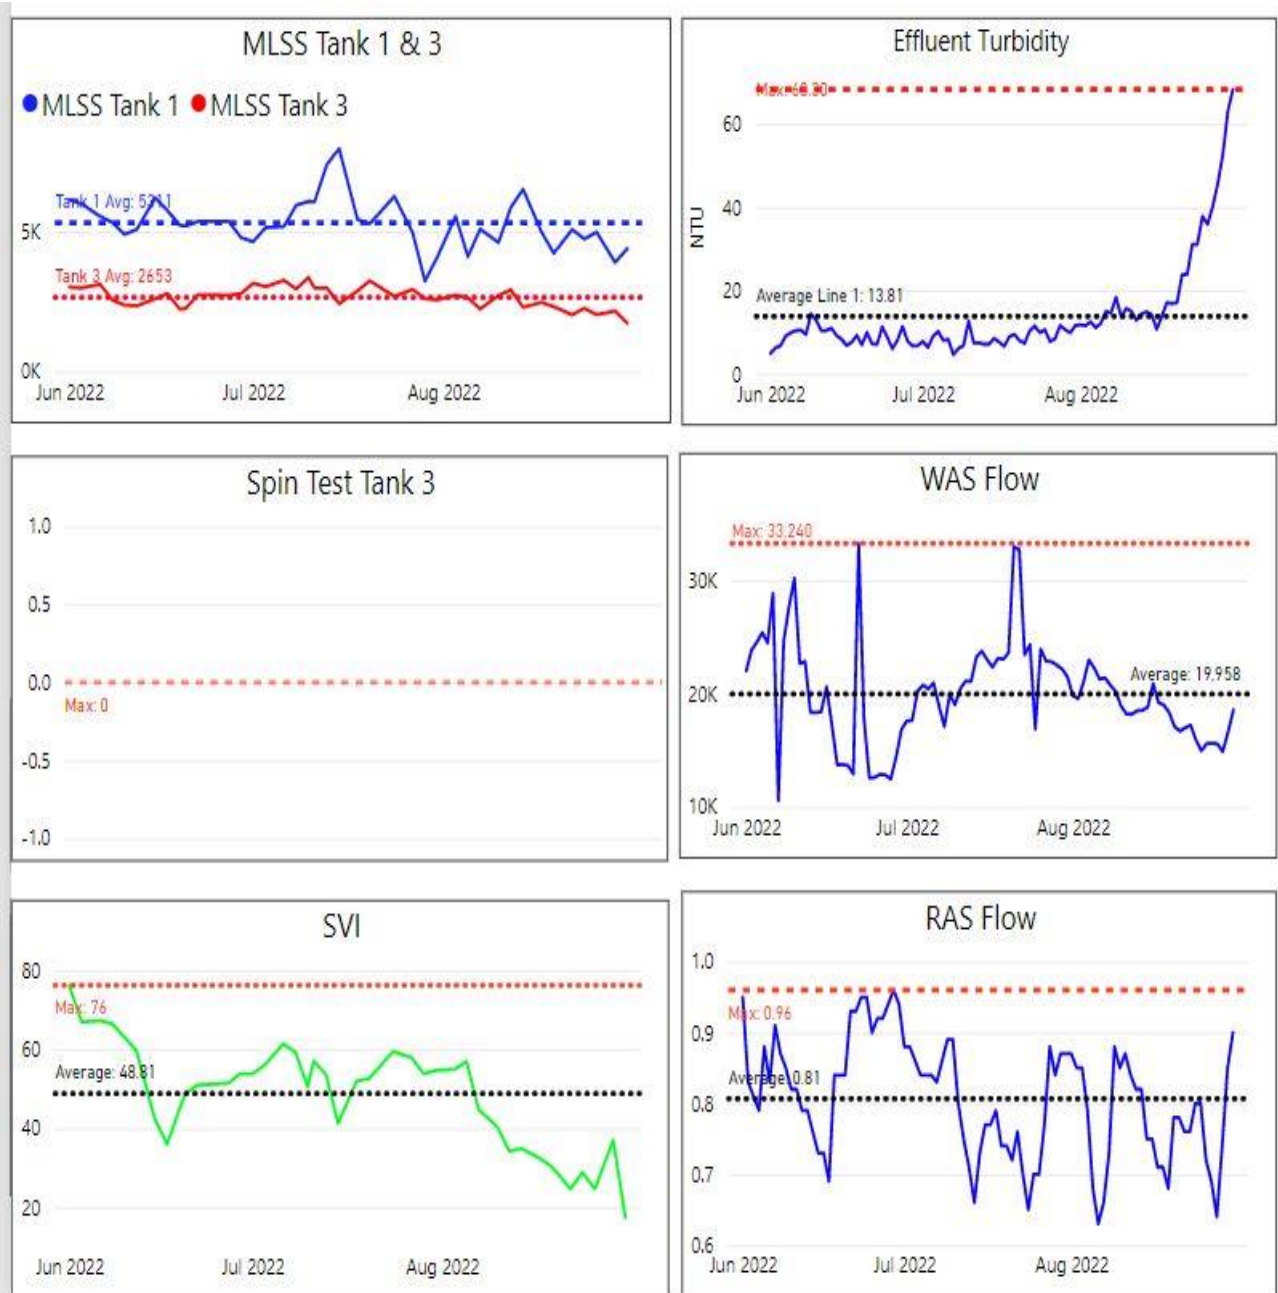 MLSS Tank 1 & 3
MLSS Tank 1 MLSS Tank 3
Tank 1 Avg: 5311
5K
Tank 3 Avg: 2653
0K
Jun 2022 Jul 2022 Aug 2022
Effluent Turbidity
60
NTU
40
20
Average Line 1: 13.81
0
Jun 2022 Jul 2022 Aug 2022
Spin Test Tank 3
1.0
0.5
0.0
Max: 0
-0.5
-1.0
WAS Flow
Max: 33,240
30K
Average: 19,958
20K
10K
Jun 2022 Jul 2022 Aug 2022
SVI
80
Max: 76
60
Average: 48.81
40
20
Jun 2022 Jul 2022 Aug 2022
RAS Flow
1.0
Max: 0.96
0.9
Average: 0.81
0.8
0.7
0.6
Jun 2022 Jul 2022 Aug 2022